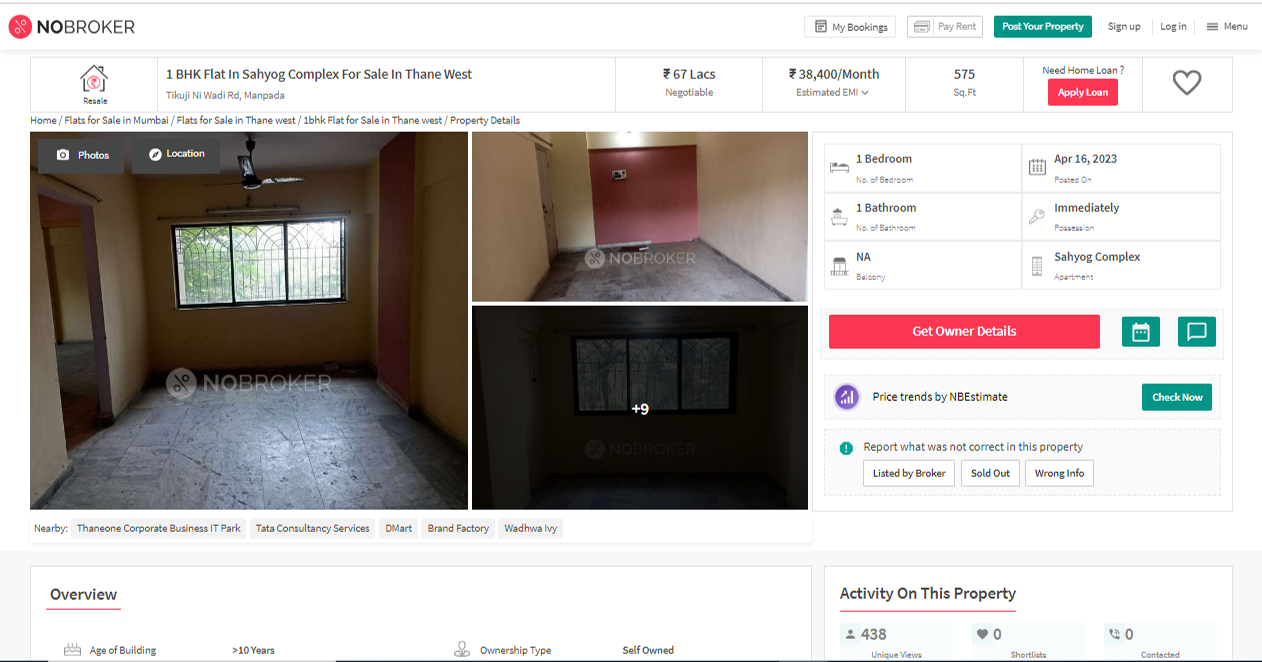 NOBROKER
My Bookings
Pay Rent
Post Your Property
Sign up
Log in
Menu
Resale
1 BHK Flat In Sahyog Complex For Sale In Thane West
Tikuji Ni Wadi Rd, Manpada
₹ 67 Lacs
Negotiable
₹ 38,400/Month
Estimated EMI
575
Sq.Ft
Need Home Loan ?
Apply Loan
Home / Flats for Sale in Mumbai / Flats for Sale in Thane west / 1bhk Flat for Sale in Thane west / Property Details
Photos
Location
NOBROKER
NOBROKER
+9
NOBROKER
1 Bedroom
No. of Bedroom
Apr 16, 2023
Posted On
1 Bathroom
No. of Bathroom
Immediately
Possession
NA
Balcony
Sahyog Complex
Apartment
Get Owner Details
Price trends by NBEstimate
Check Now
Report what was not correct in this property
Listed by Broker
Sold Out
Wrong Info
Nearby: Thaneone Corporate Business IT Park Tata Consultancy Services DMart Brand Factory Wadhwa Ivy
Overview
Age of Building >10 Years Ownership Type Self Owned
Activity On This Property
438
Unique Views
0
Shortlists
0
Contacted